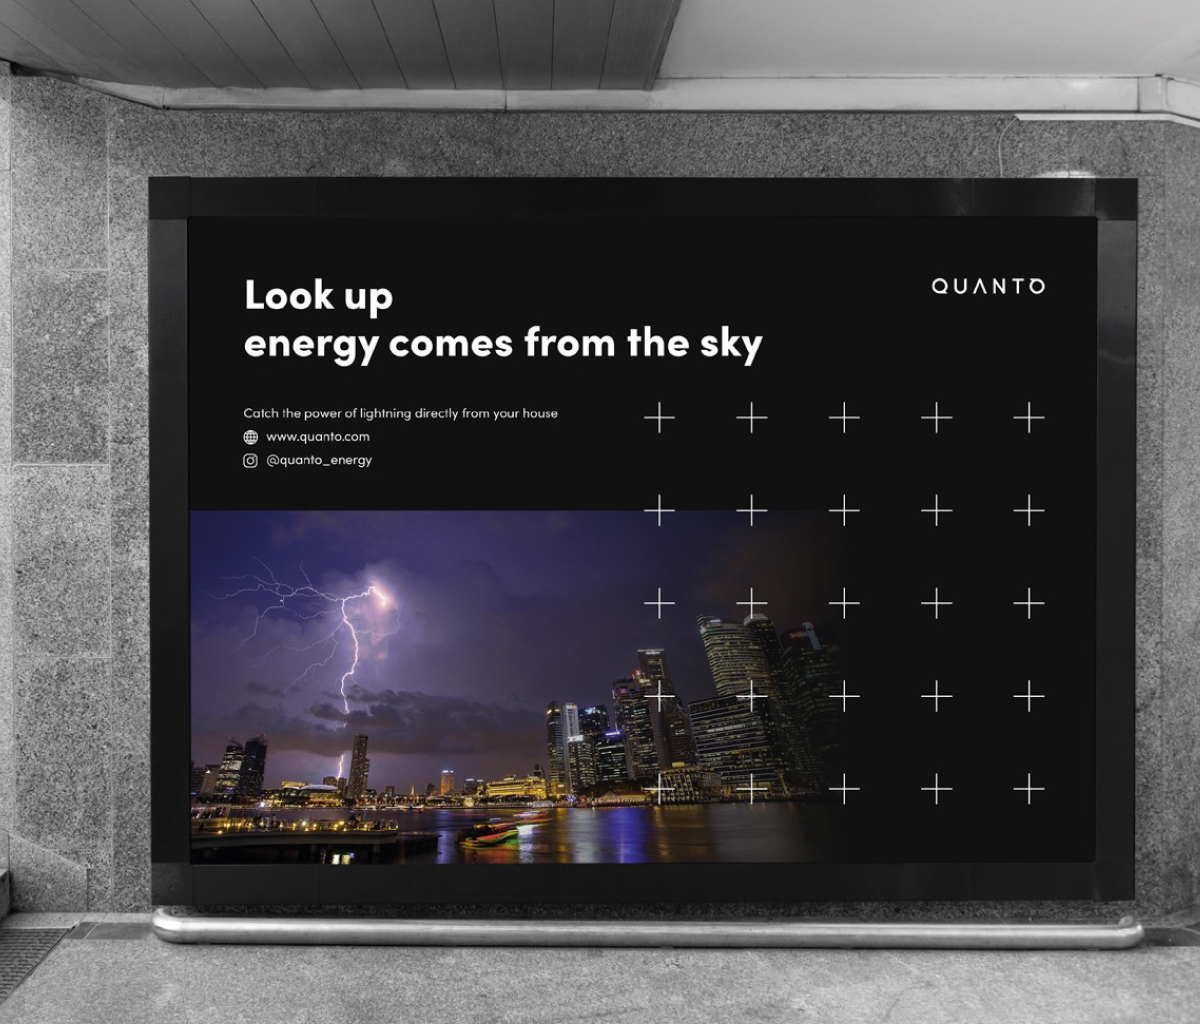 Look up
energy comes from the sky
QUANTO
Catch the power of lightning directly from your house
www.quanto.com
@quanto_energy